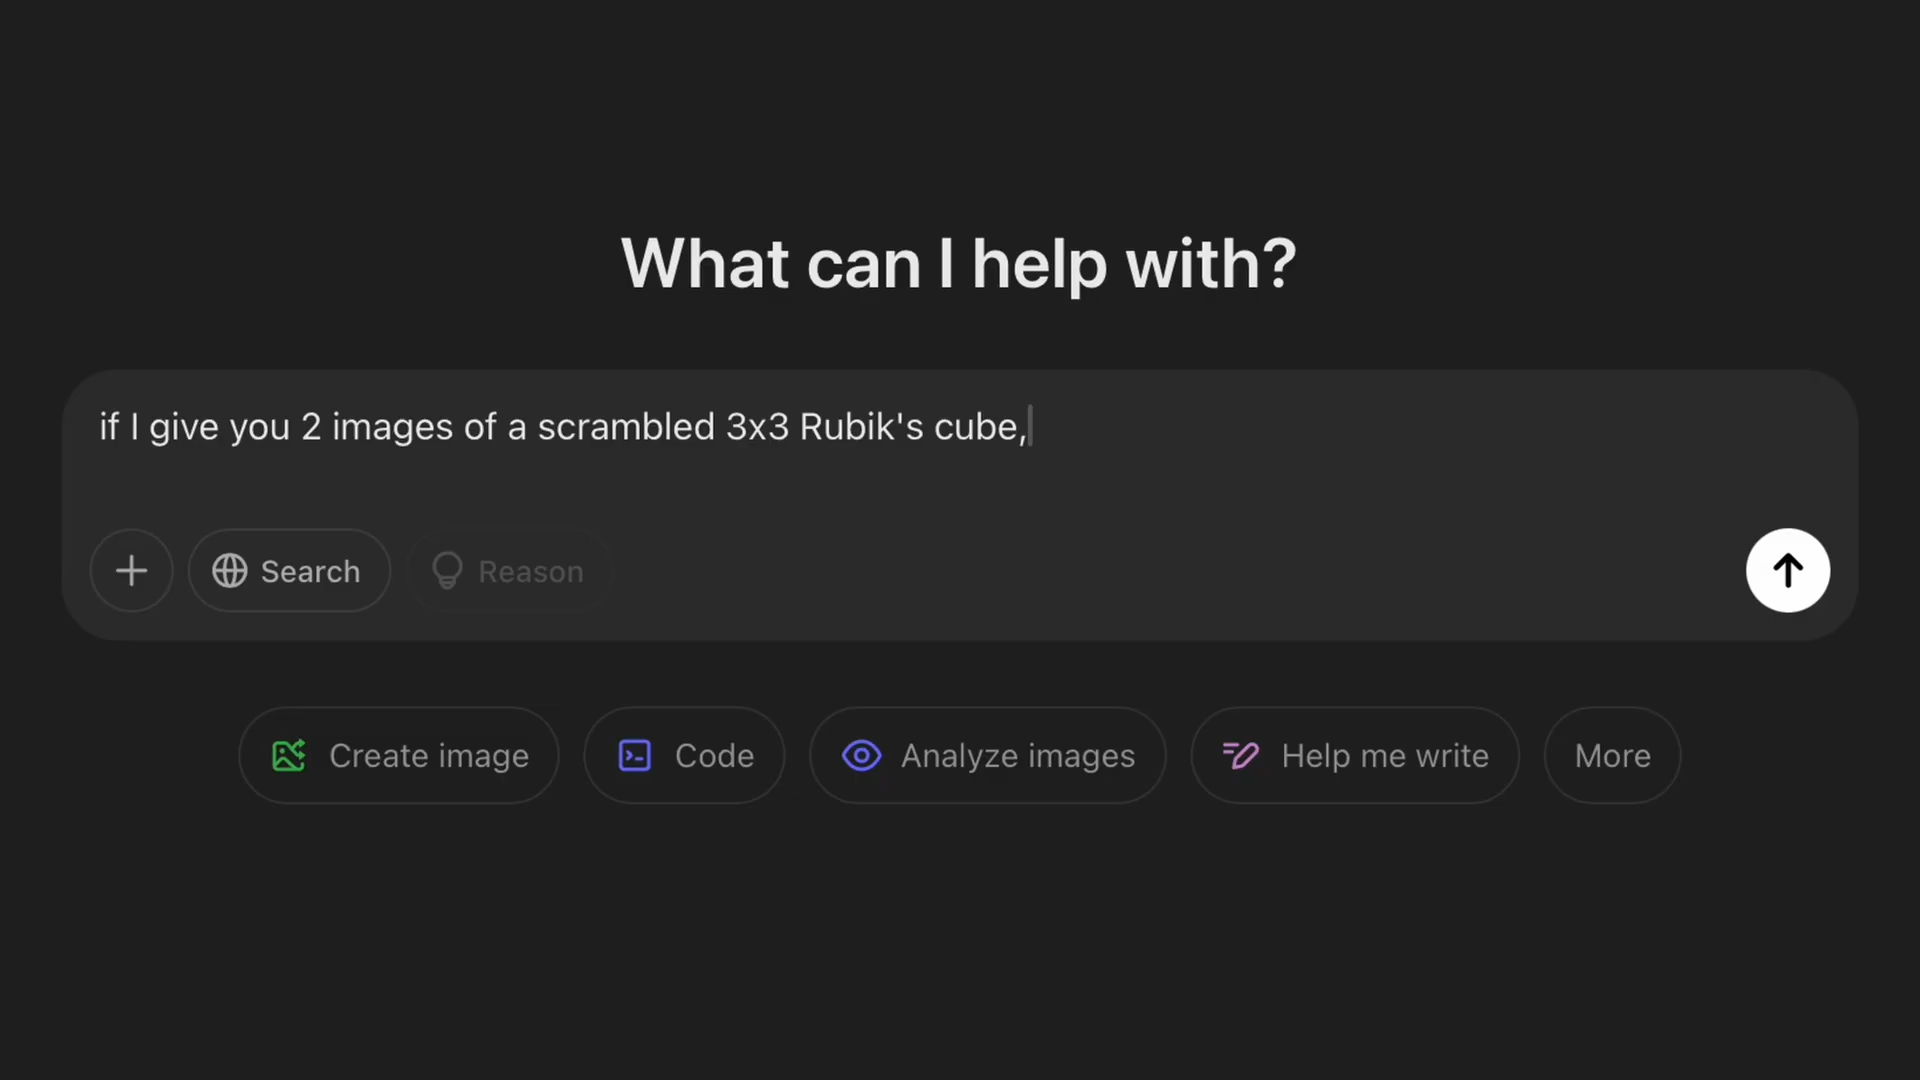 What can I help with?
if I give you 2 images of a scrambled 3x3 Rubik's cube,
Search
Reason
Create image
Code
Analyze images
Help me write
More